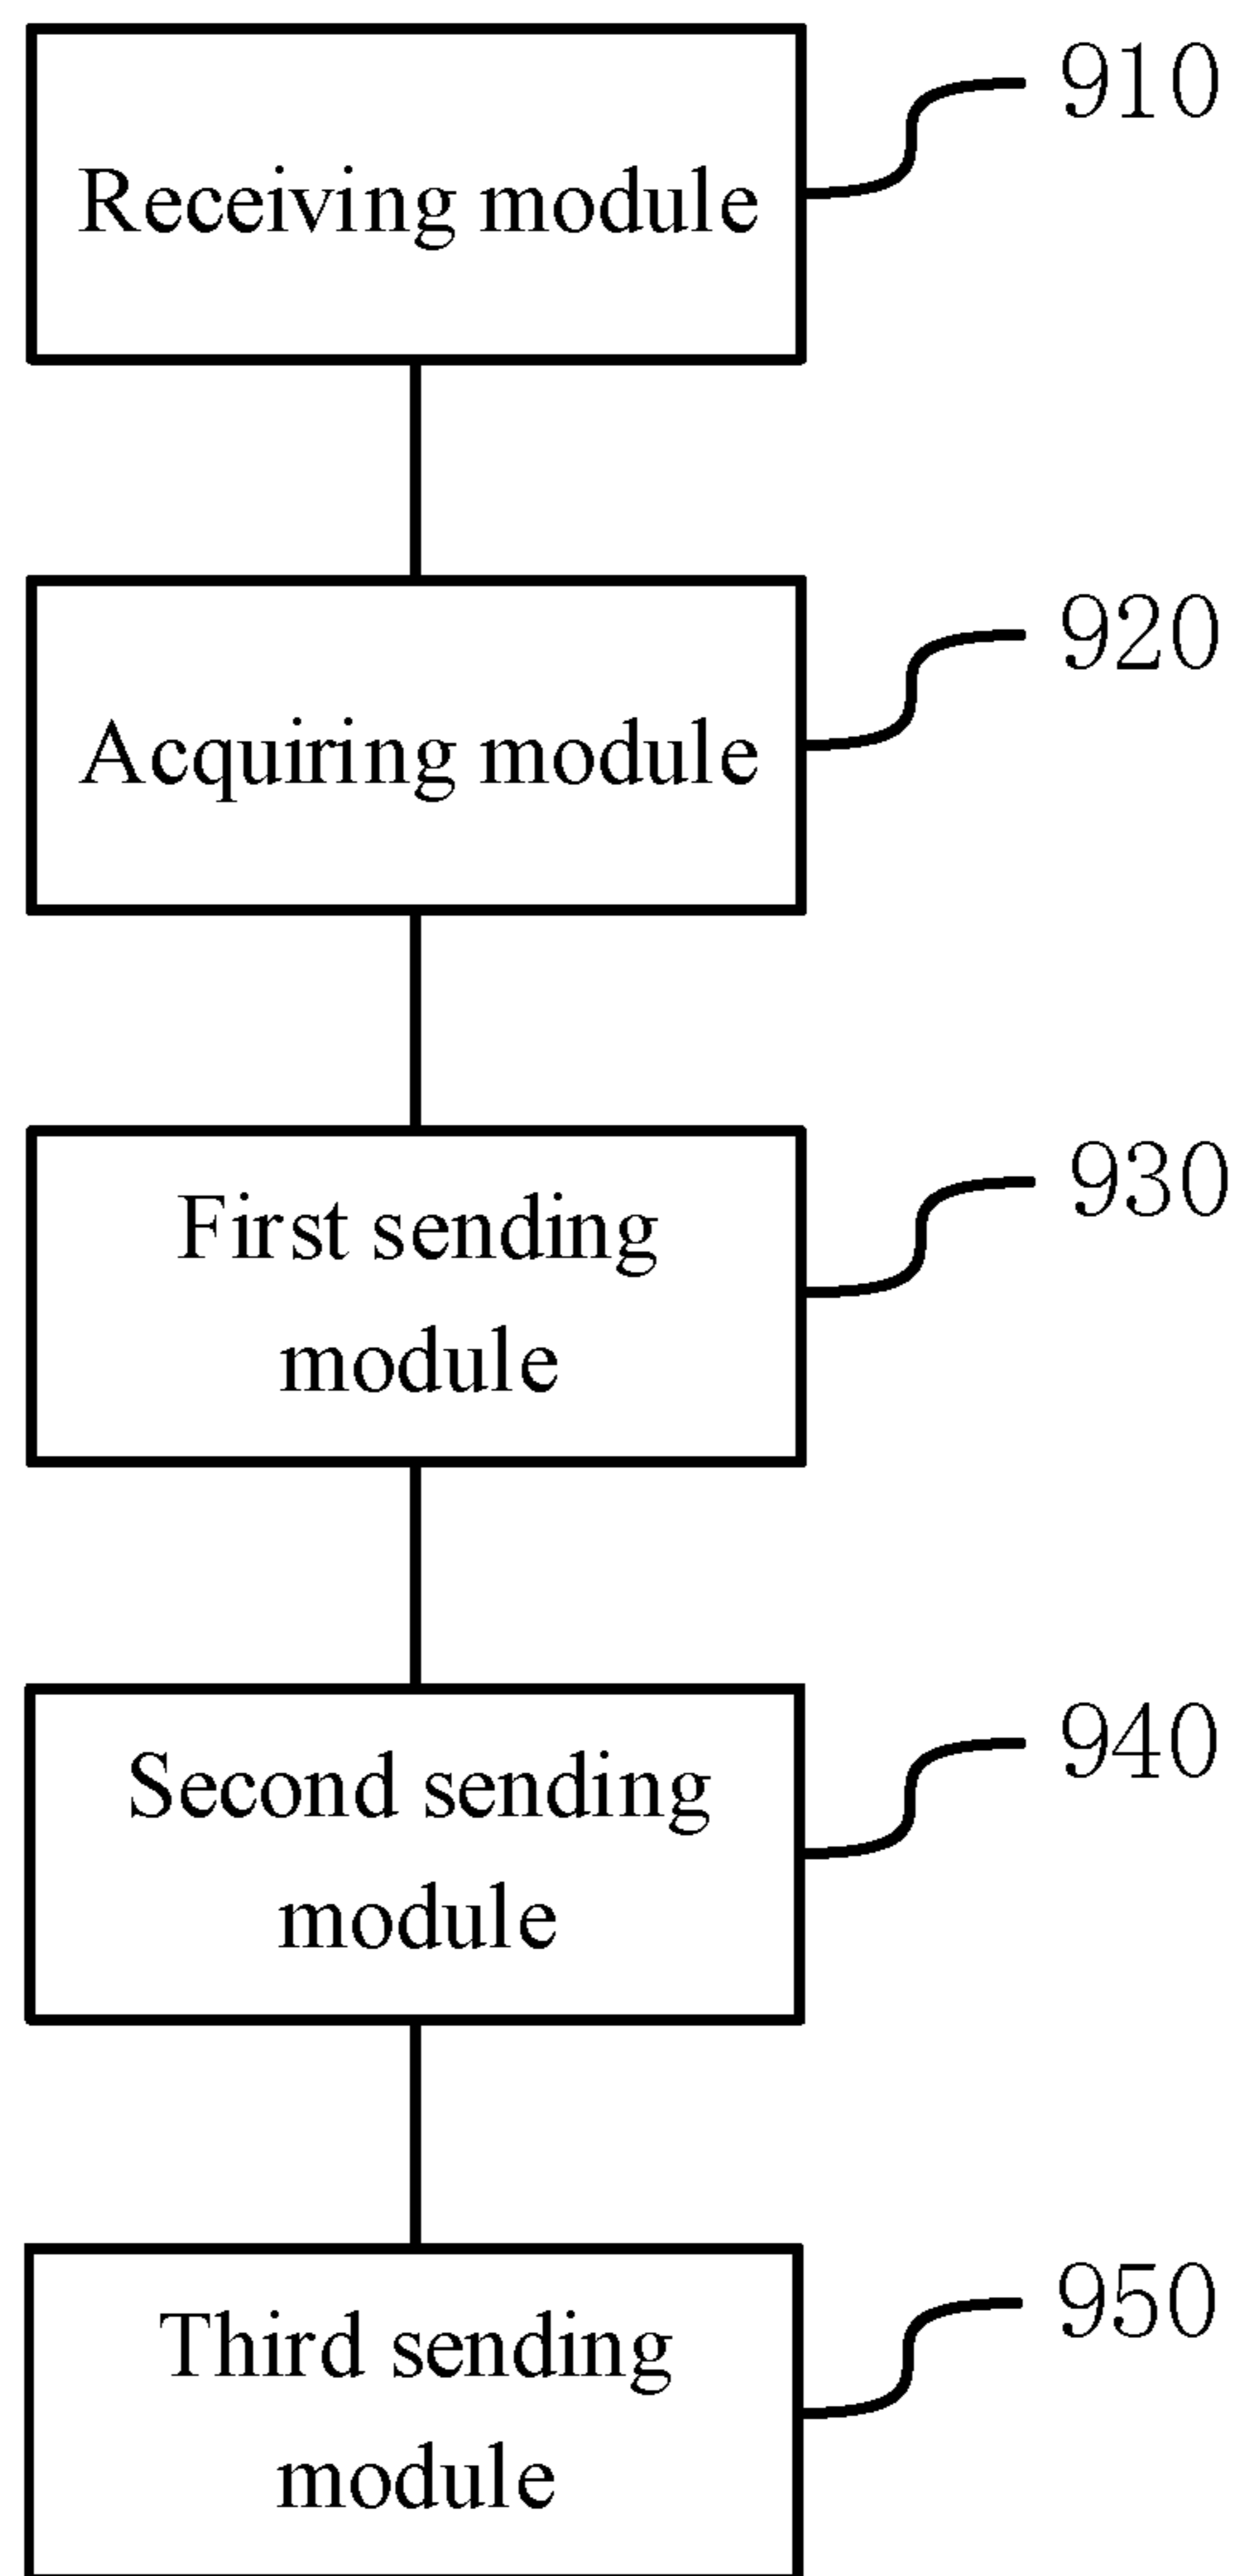 910
Receiving module
920
Acquiring module
930
First sending
module
940
Second sending
module
950
Third sending
module